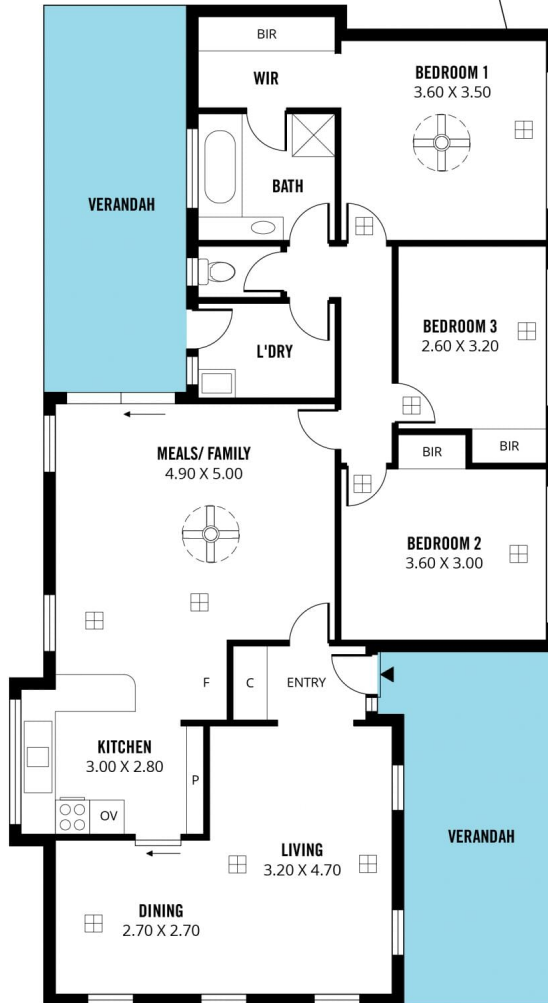 BIR
WIR
BEDROOM 1
3.60 X 3.50
BATH
VERANDAH
BEDROOM 3
2.60 X 3.20
L'DRY
BIR
BIR
MEALS/ FAMILY
4.90 X 5.00
BEDROOM 2
3.60 X 3.00
F
C
ENTRY
KITCHEN
3.00 X 2.80
P
OV
LIVING
3.20 X 4.70
VERANDAH
DINING
2.70 X 2.70